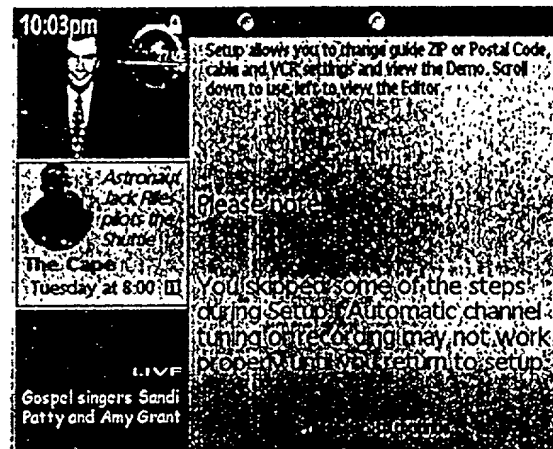 10:03pm
Setup allows you to change guide ZIP or Postal Code,
cable and VCR settings and view the Demo. Scroll
down to use, left to view the Editor.
Astronaut
Jack Riles
pilots the
Shuttle
The Cape
Tuesday at 8:00
Please note
You skipped some of the steps
during Setup. Automatic channel
tuning or recording may not work
properly until you return to setup.
LIVE
Gospel singers Sandi
Patty and Amy Grant